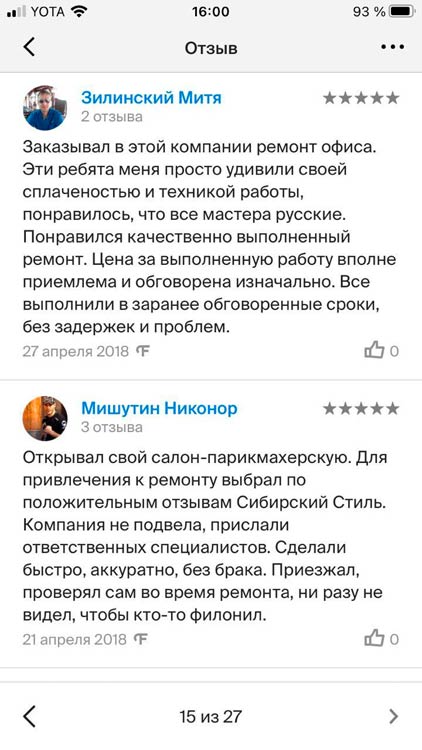 YOTA 16:00 93 %
Отзыв
Зилинский Митя
2 отзыва
Заказывал в этой компании ремонт офиса.
Эти ребята меня просто удивили своей
сплаченостью и техникой работы,
понравилось, что все мастера русские.
Понравился качественно выполненный
ремонт. Цена за выполненную работу вполне
приемлема и обговорена изначально. Все
выполнили в заранее обговоренные сроки,
без задержек и проблем.
27 апреля 2018
0
Мишутин Никонор
3 отзыва
Открывал свой салон-парикмахерскую. Для
привлечения к ремонту выбрал по
положительным отзывам Сибирский Стиль.
Компания не подвела, прислали
ответственных специалистов. Сделали
быстро, аккуратно, без брака. Приезжал,
проверял сам во время ремонта, ни разу не
видел, чтобы кто-то филонил.
21 апреля 2018
0
15 из 27